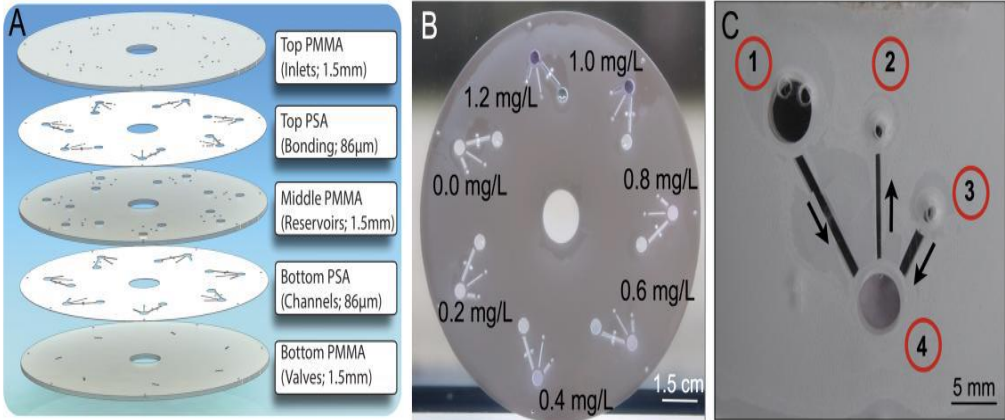 A
Top PMMA
(Inlets; 1.5mm)
Top PSA
(Bonding; 86µm)
Middle PMMA
(Reservoirs; 1.5mm)
Bottom PSA
(Channels; 86µm)
Bottom PMMA
(Valves; 1.5mm)
B
1.0 mg/L
1.2 mg/L
0.0 mg/L
0.8 mg/L
0.2 mg/L
0.6 mg/L
0.4 mg/L
1.5 cm
C
1
2
3
4
5 mm